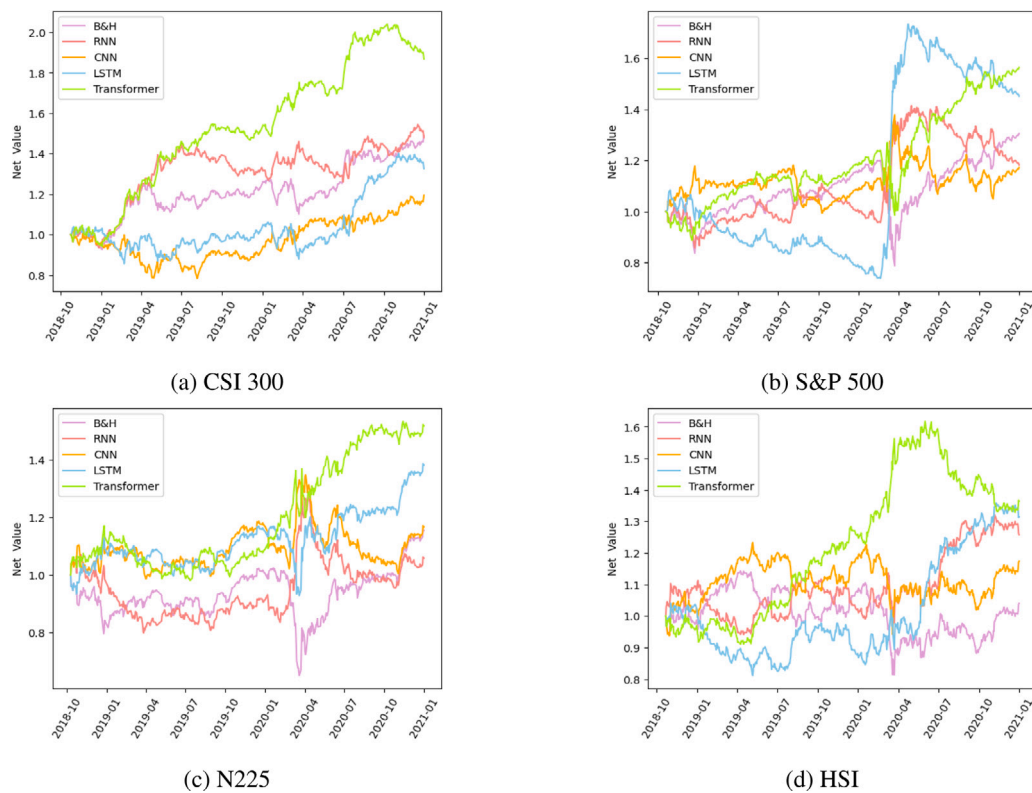 B&H
RNN
CNN
LSTM
Transformer
Net Value
2.0
1.8
1.6
1.4
1.2
1.0
0.8
2018-10
2019-01
2019-04
2019-07
2019-10
2020-01
2020-04
2020-07
2020-10
2021-01
(a) CSI 300
B&H
RNN
CNN
LSTM
Transformer
Net Value
1.6
1.4
1.2
1.0
0.8
2018-10
2019-01
2019-04
2019-07
2019-10
2020-01
2020-04
2020-07
2020-10
2021-01
(b) S&P 500
B&H
RNN
CNN
LSTM
Transformer
Net Value
1.4
1.2
1.0
0.8
2018-10
2019-01
2019-04
2019-07
2019-10
2020-01
2020-04
2020-07
2020-10
2021-01
(c) N225
B&H
RNN
CNN
LSTM
Transformer
Net Value
1.6
1.5
1.4
1.3
1.2
1.1
1.0
0.9
0.8
2018-10
2019-01
2019-04
2019-07
2019-10
2020-01
2020-04
2020-07
2020-10
2021-01
(d) HSI